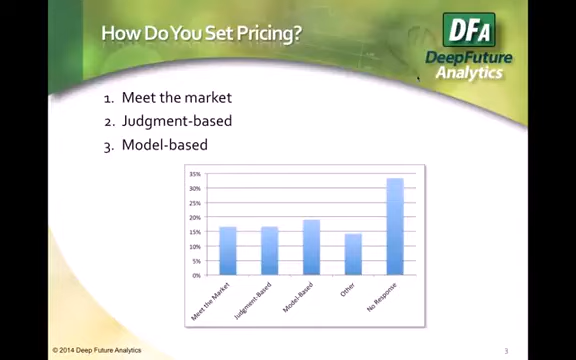 How Do You Set Pricing?
DFA
DeepFuture
Analytics
1. Meet the market
2. Judgment-based
3. Model-based
35%
30%
25%
20%
15%
10%
5%
0%
Meet the Market
Judgment-Based
Model-Based
Other
No Response
© 2014 Deep Future Analytics
3